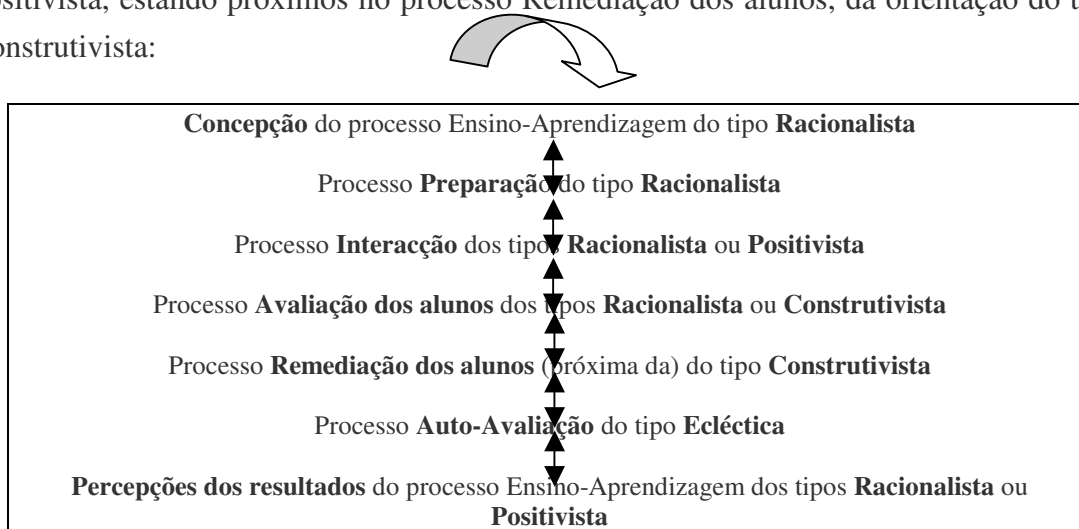 ositivista, estando próximos no processo Remediação dos alunos, da orientação do t
onstrutivista:
Concepção do processo Ensino-Aprendizagem do tipo Racionalista
Processo Preparação do tipo Racionalista
Processo Interacção dos tipos Racionalista ou Positivista
Processo Avaliação dos alunos dos tipos Racionalista ou Construtivista
Processo Remediação dos alunos (próxima da) do tipo Construtivista
Processo Auto-Avaliação do tipo Ecléctica
Percepções dos resultados do processo Ensino-Aprendizagem dos tipos Racionalista ou
Positivista